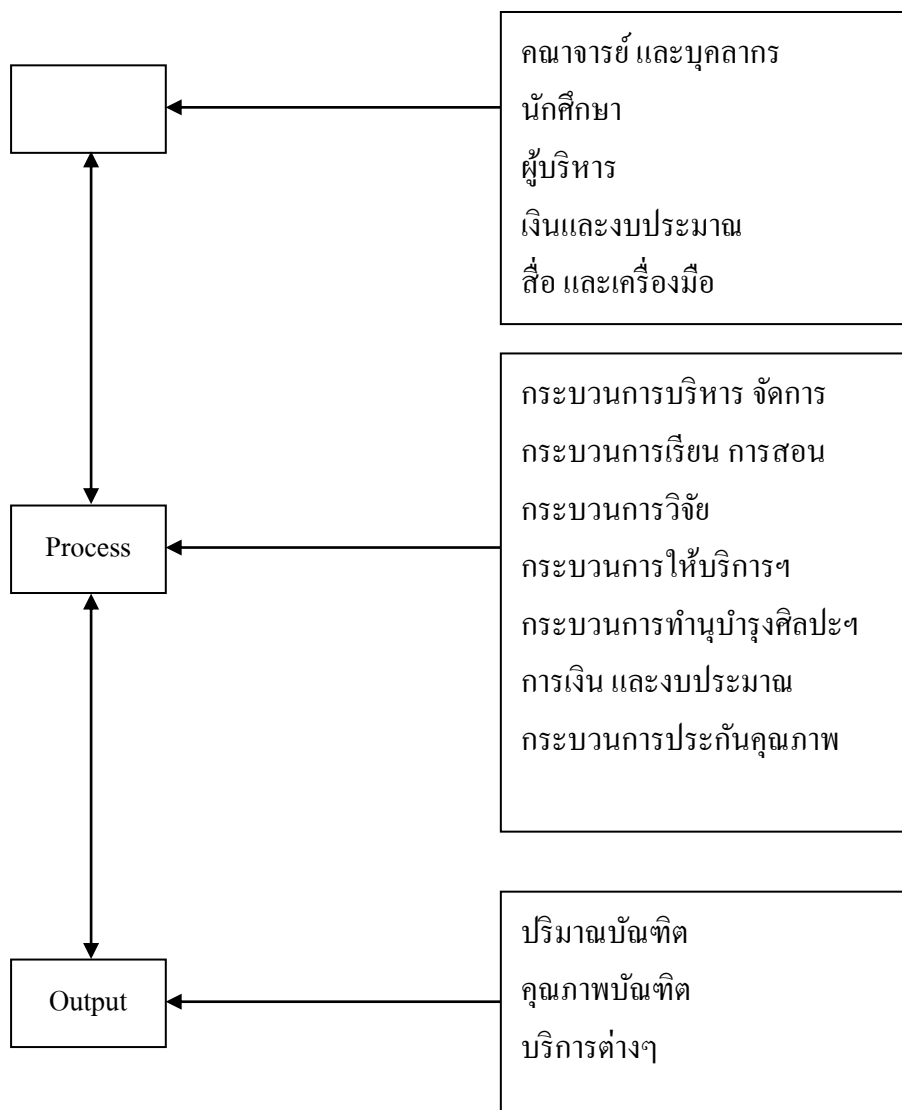 คณาจารย์ และบุคลากร
นักศึกษา
ผู้บริหาร
เงินและงบประมาณ
สื่อ และเครื่องมือ
Process
กระบวนการบริหาร จัดการ
กระบวนการเรียน การสอน
กระบวนการวิจัย
กระบวนการให้บริการฯ
กระบวนการทำนุบำรุงศิลปะฯ
การเงิน และงบประมาณ
กระบวนการประกันคุณภาพ
Output
ปริมาณบัณฑิต
คุณภาพบัณฑิต
บริการต่างๆ